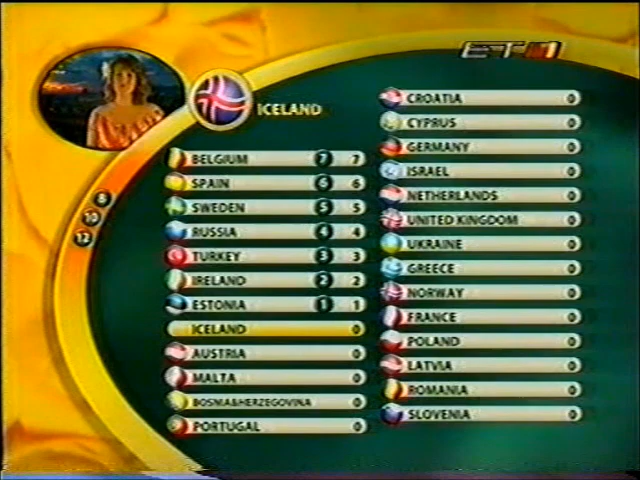 ET1
ICELAND
8
10
12
BELGIUM 7 7
SPAIN 6 6
SWEDEN 5 5
RUSSIA 4 4
TURKEY 3 3
IRELAND 2 2
ESTONIA 1 1
ICELAND 0
AUSTRIA 0
MALTA 0
BOSNIA&HERZEGOVINA 0
PORTUGAL 0
CROATIA 0
CYPRUS 0
GERMANY 0
ISRAEL 0
NETHERLANDS 0
UNITED KINGDOM 0
UKRAINE 0
GREECE 0
NORWAY 0
FRANCE 0
POLAND 0
LATVIA 0
ROMANIA 0
SLOVENIA 0